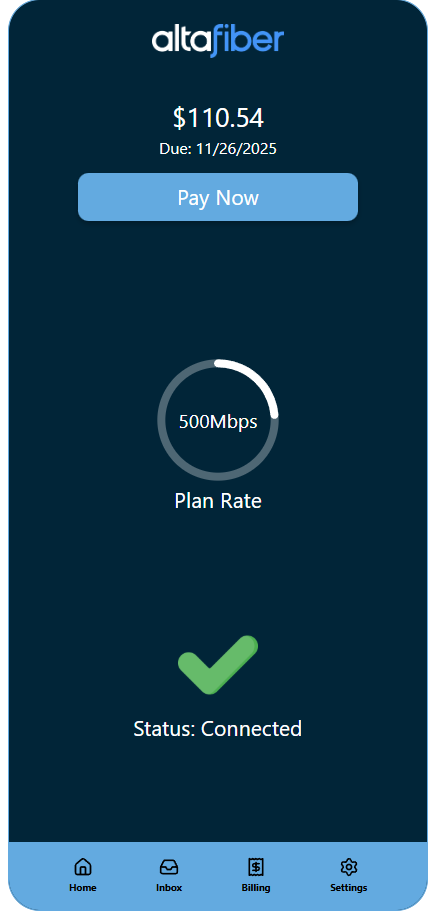 altafiber
$110.54
Due: 11/26/2025
Pay Now
500Mbps
Plan Rate
Status: Connected
Home Inbox Billing Settings